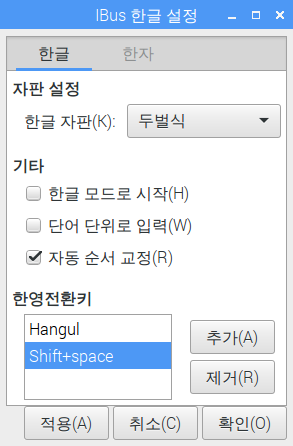 IBus 한글 설정
한글 한자
자판 설정
한글 자판(K): 두벌식
기타
한글 모드로 시작(H)
단어 단위로 입력(W)
자동 순서 교정(R)
한영전환키
Hangul
Shift+space
추가(A)
제거(R)
적용(A) 취소(C) 확인(O)